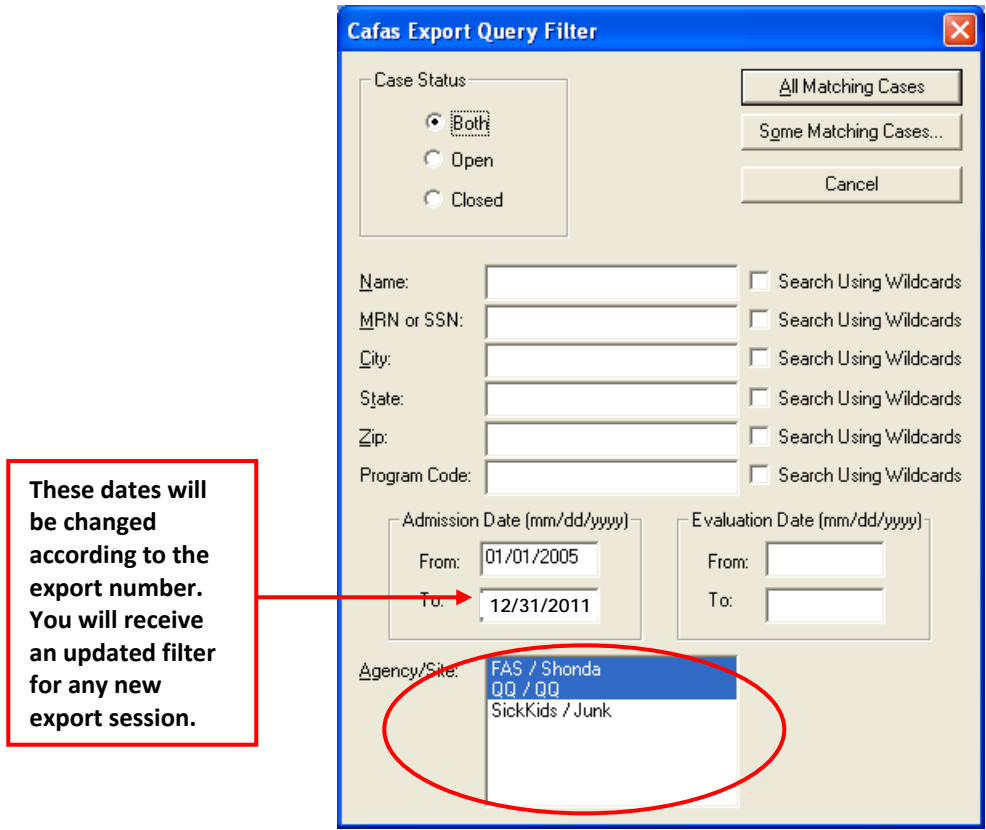 Cafas Export Query Filter
Case Status
Both
Open
Closed
All Matching Cases
Some Matching Cases...
Cancel
Name:
Search Using Wildcards
MRN or SSN:
Search Using Wildcards
City:
Search Using Wildcards
State:
Search Using Wildcards
Zip:
Search Using Wildcards
Program Code:
Search Using Wildcards
Admission Date (mm/dd/yyyy)
From: 01/01/2005
To: 12/31/2011
Evaluation Date (mm/dd/yyyy)
From:
To:
Agency/Site:
FAS / Shonda
QQ / QQ
SickKids / Junk
These dates will
be changed
according to the
export number.
You will receive
an updated filter
for any new
export session.